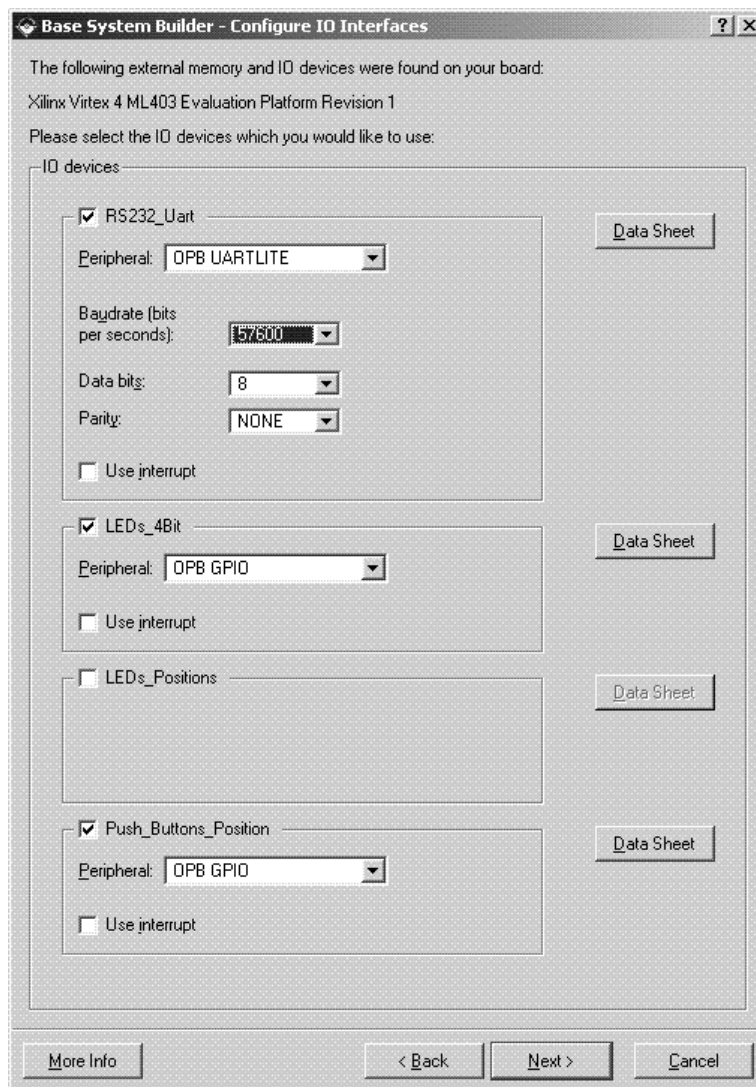 Base System Builder - Configure IO Interfaces
The following external memory and IO devices were found on your board:
Xilinx Virtex 4 ML403 Evaluation Platform Revision 1
Please select the IO devices which you would like to use:
IO devices
RS232_Uart
Data Sheet
Peripheral: OPB UARTLITE
Baudrate (bits
per seconds): 57600
Data bits: 8
Parity: NONE
Use interrupt
LEDs_4Bit
Data Sheet
Peripheral: OPB GPIO
Use interrupt
LEDs_Positions
Data Sheet
Push_Buttons_Position
Data Sheet
Peripheral: OPB GPIO
Use interrupt
More Info < Back Next > Cancel